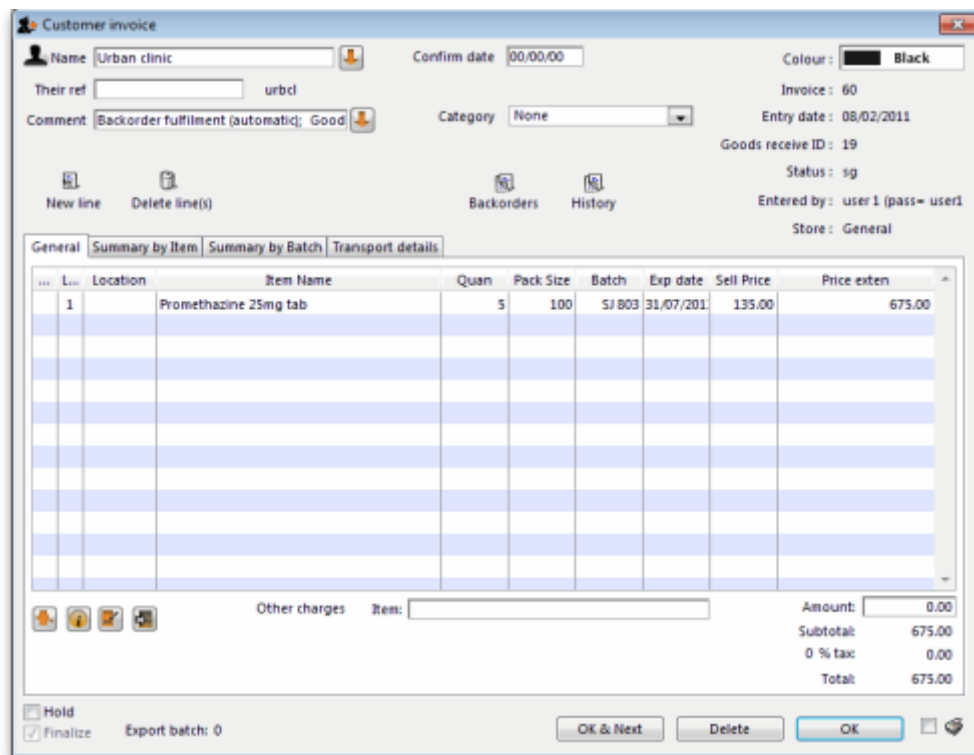 Customer invoice
Name Urban clinic Confirm date 00/00/00 Colour: Black
Their ref urbcl Invoice: 60
Comment Backorder fulfilment (automatic); Good Category None Entry date: 08/02/2011
Goods receive ID: 19
Status: sg
New line Delete line(s) Backorders History Entered by: user 1 (pass= user1
Store: General
General Summary by Item Summary by Batch Transport details
... L... Location Item Name Quan Pack Size Batch Exp date Sell Price Price exten
1 Promethazine 25mg tab 5 100 SJ803 31/07/201 135.00 675.00
Other charges Item: Amount: 0.00
Subtotal: 675.00
0 % tax: 0.00
Total: 675.00
Hold
Finalize Export batch: 0 OK & Next Delete OK